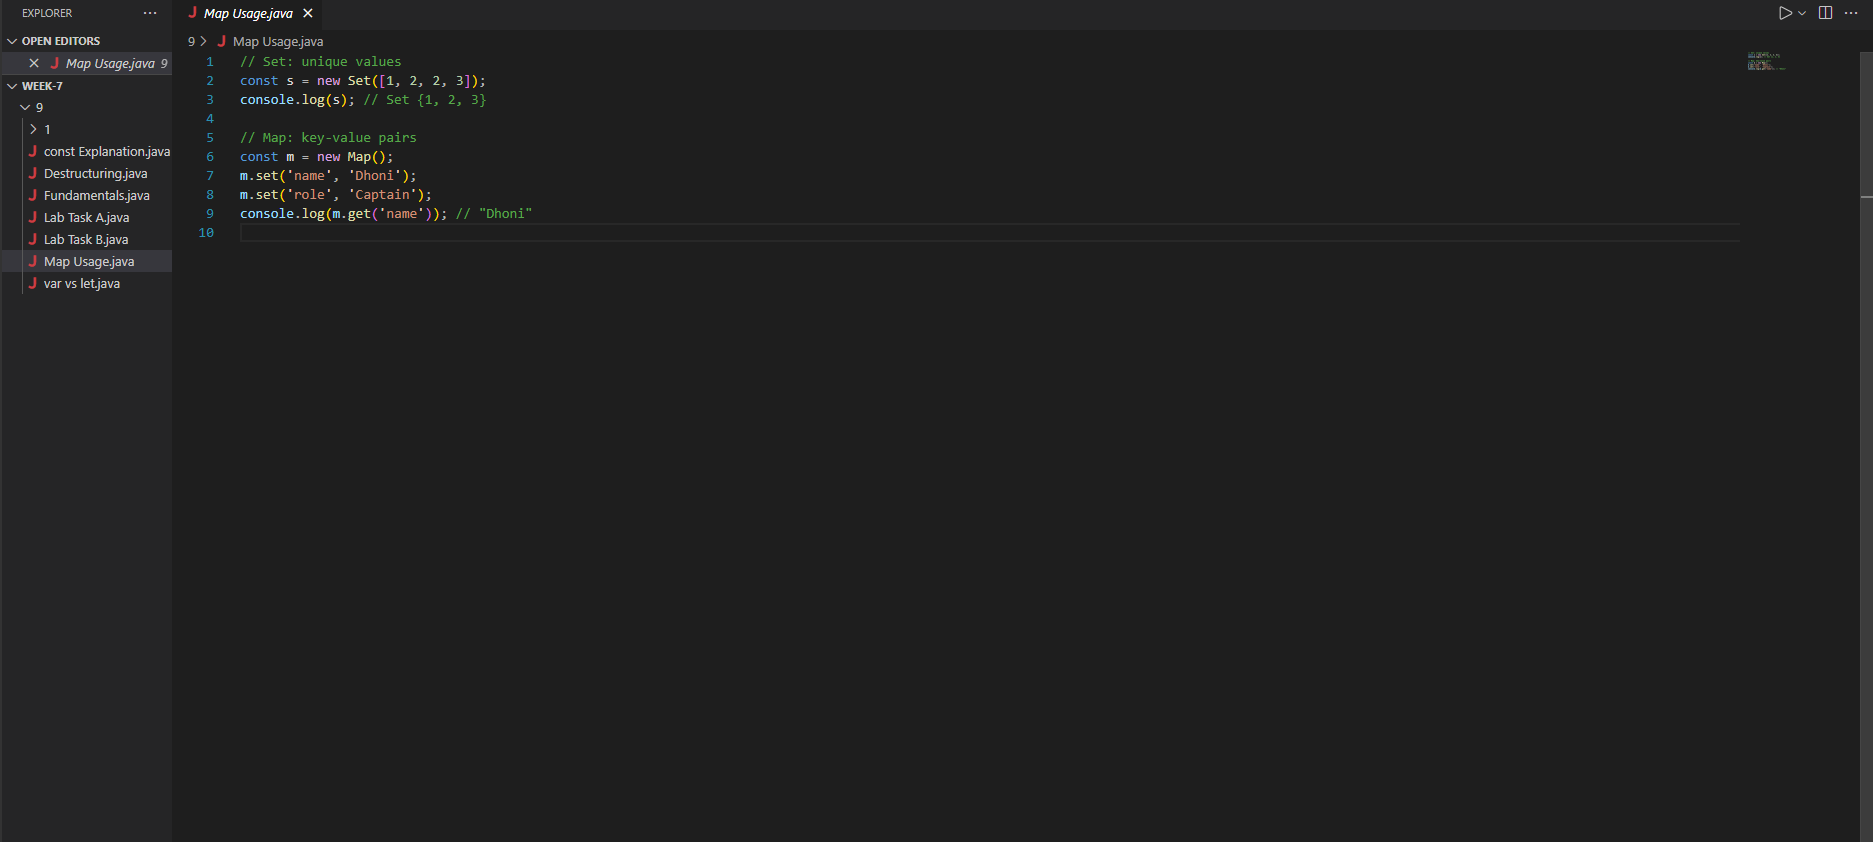 EXPLORER ···
OPEN EDITORS
Map Usage.java 9
WEEK-7
9
1
const Explanation.java
Destructuring.java
Fundamentals.java
Lab Task A.java
Lab Task B.java
Map Usage.java
var vs let.java
Map Usage.java
9 > Map Usage.java
1 // Set: unique values
2 const s = new Set([1, 2, 2, 3]);
3 console.log(s); // Set {1, 2, 3}
4
5 // Map: key-value pairs
6 const m = new Map();
7 m.set('name', 'Dhoni');
8 m.set('role', 'Captain');
9 console.log(m.get('name')); // "Dhoni"
10